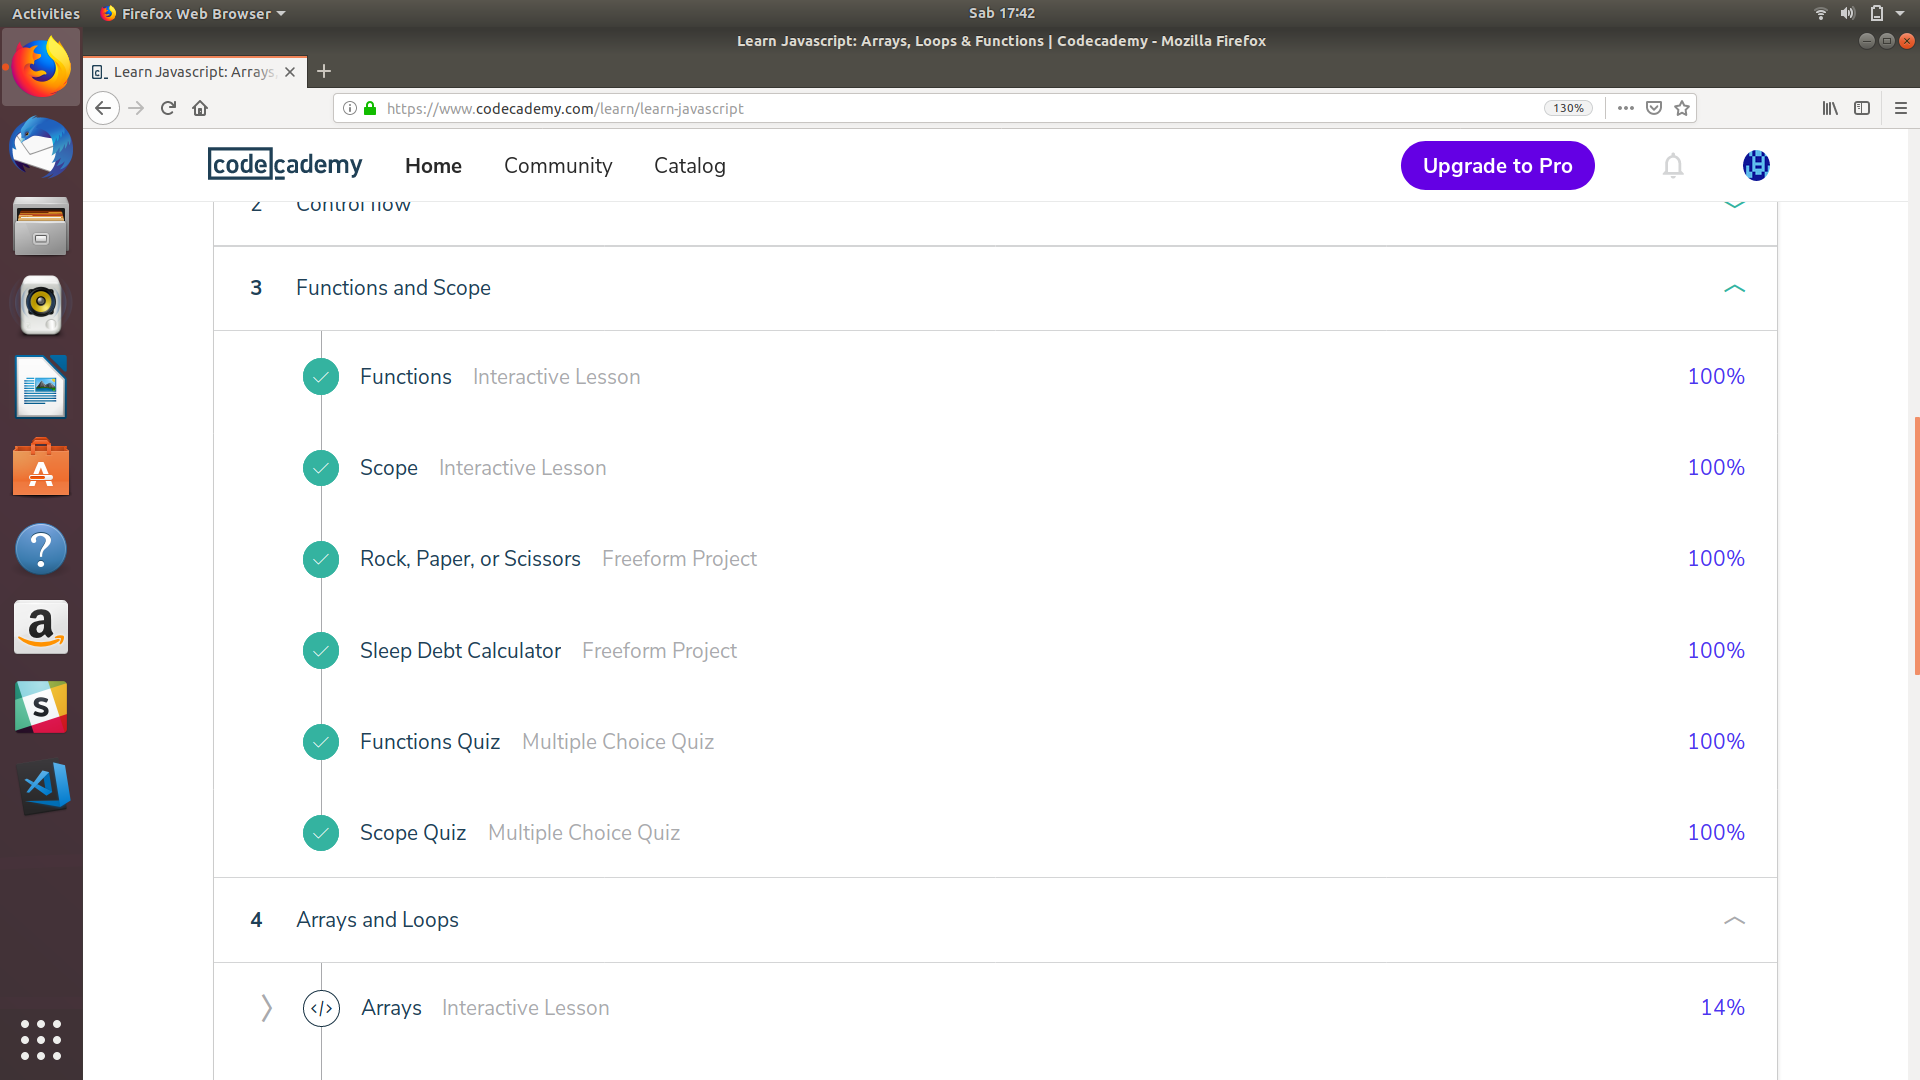 Activities
Firefox Web Browser
Sab 17:42
Learn Javascript: Arrays, Loops & Functions | Codecademy - Mozilla Firefox
Learn Javascript: Arrays
https://www.codecademy.com/learn/learn-javascript
130%
codecademy
Home
Community
Catalog
Upgrade to Pro
2 Control flow
3 Functions and Scope
Functions Interactive Lesson 100%
Scope Interactive Lesson 100%
Rock, Paper, or Scissors Freeform Project 100%
Sleep Debt Calculator Freeform Project 100%
Functions Quiz Multiple Choice Quiz 100%
Scope Quiz Multiple Choice Quiz 100%
4 Arrays and Loops
Arrays Interactive Lesson 14%